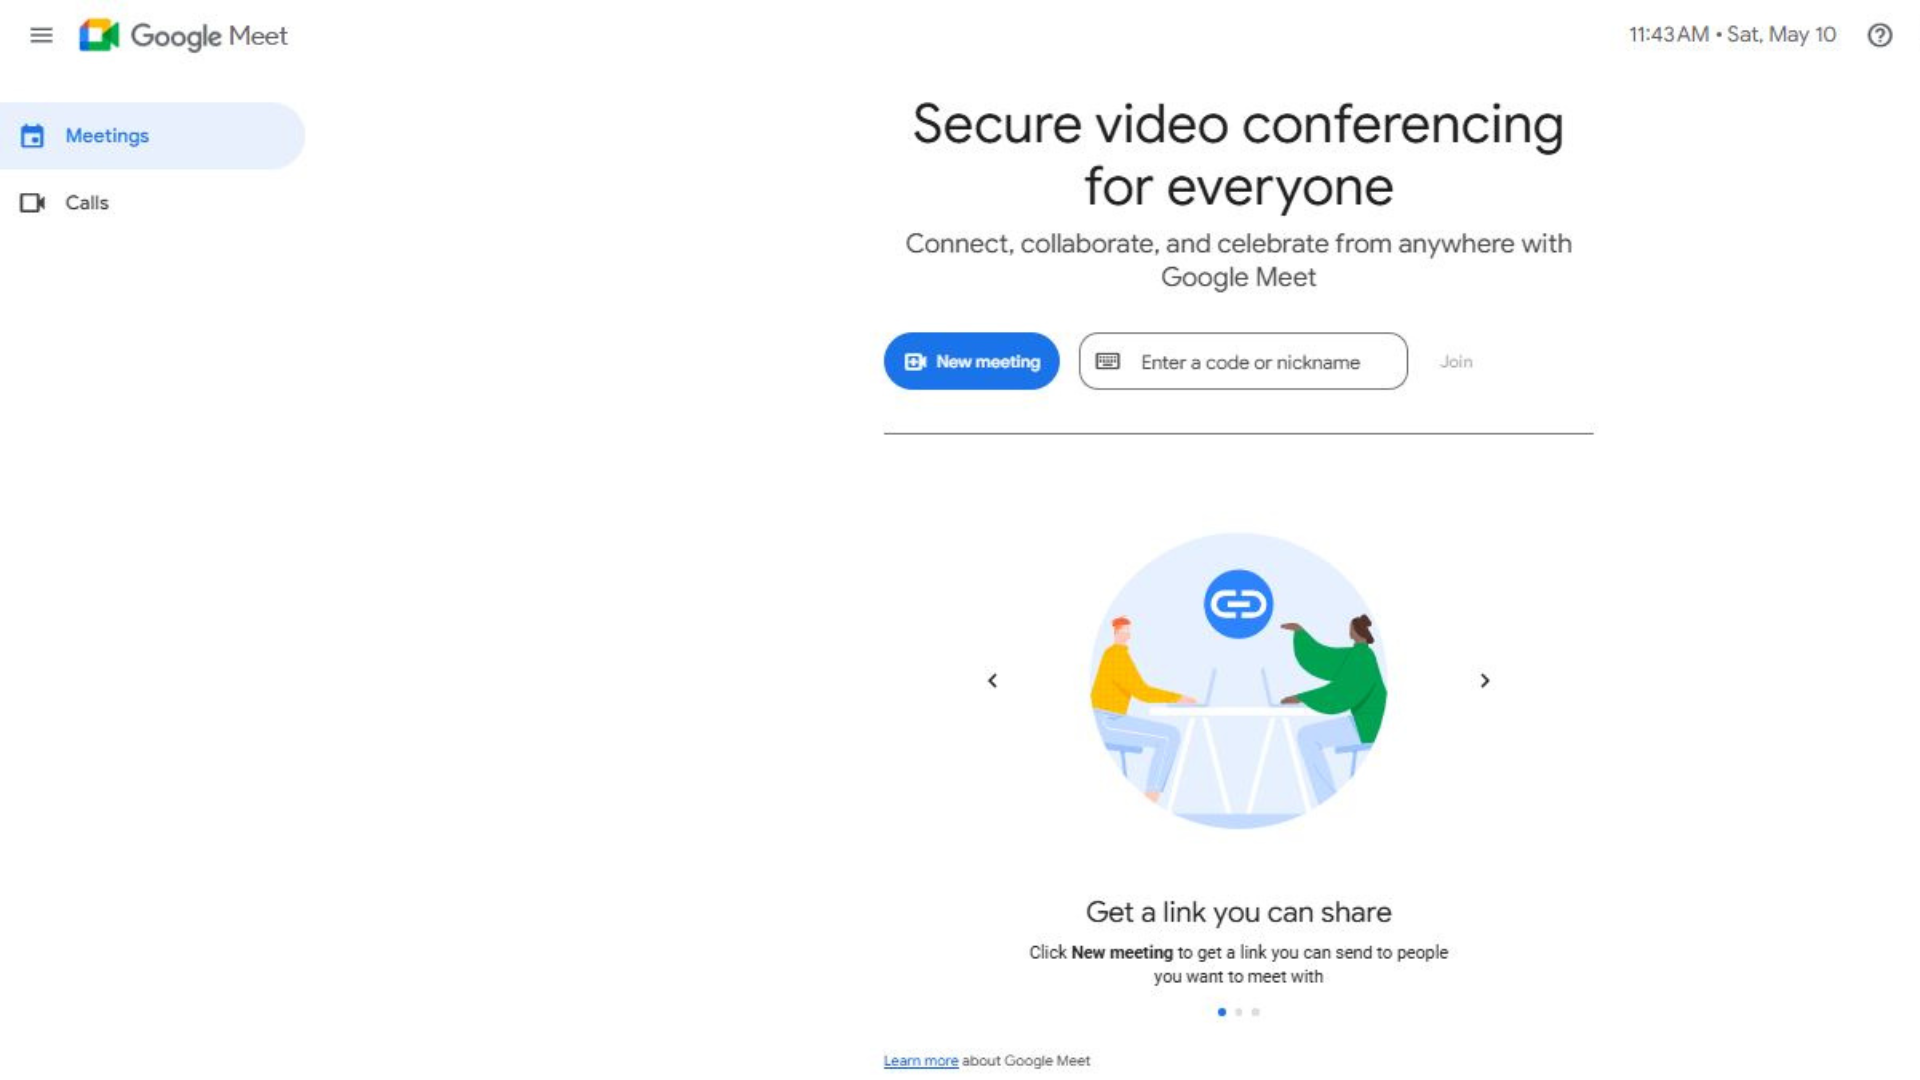 Google Meet
11:43 AM • Sat, May 10
Meetings
Calls
Secure video conferencing
for everyone
Connect, collaborate, and celebrate from anywhere with
Google Meet
New meeting
Enter a code or nickname
Join
Get a link you can share
Click New meeting to get a link you can send to people
you want to meet with
Learn more about Google Meet